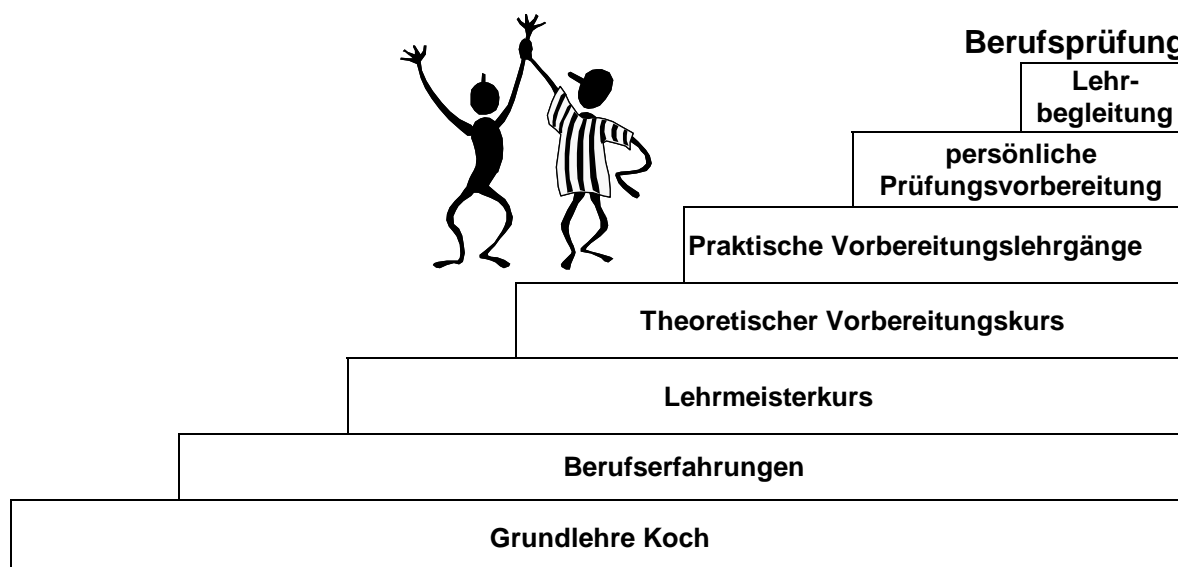 Berufsprüfung
Lehr-
begleitung
persönliche
Prüfungsvorbereitung
Praktische Vorbereitungslehrgänge
Theoretischer Vorbereitungskurs
Lehrmeisterkurs
Berufserfahrungen
Grundlehre Koch